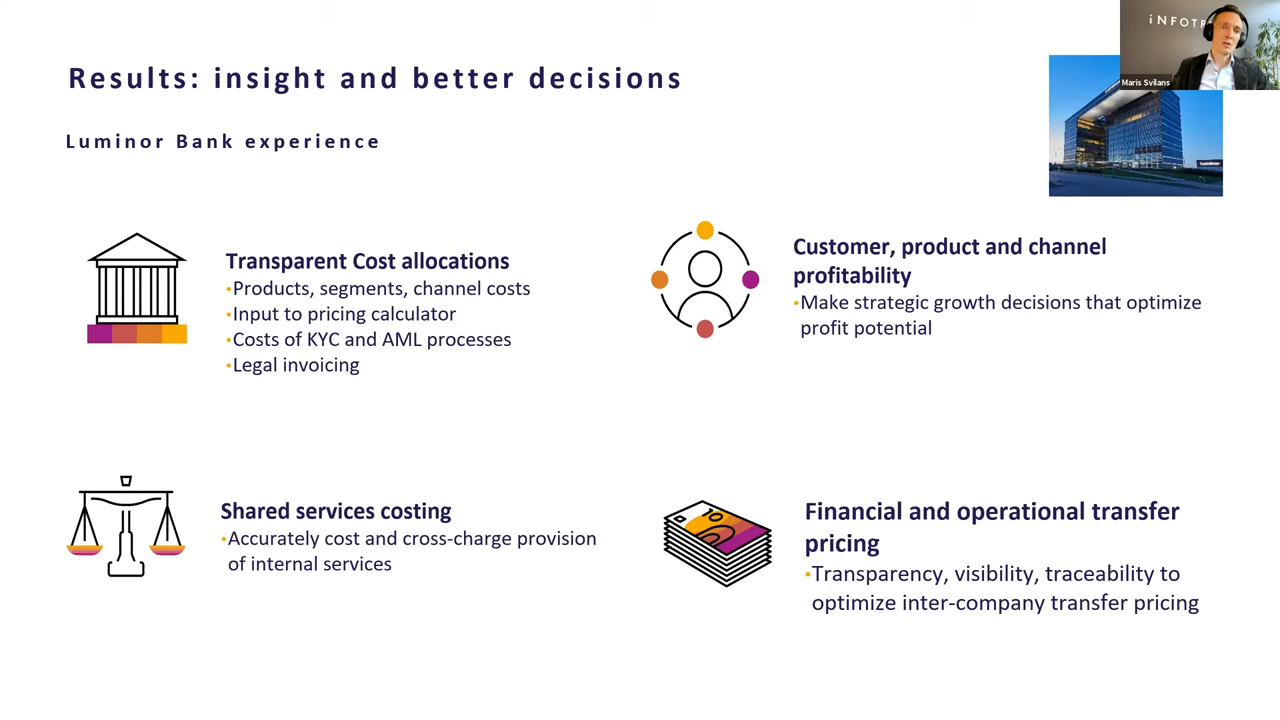 iNFOTR
Maris Svilans
Results: insight and better decisions
Luminor Bank experience
Transparent Cost allocations
•Products, segments, channel costs
•Input to pricing calculator
•Costs of KYC and AML processes
•Legal invoicing
Customer, product and channel
profitability
•Make strategic growth decisions that optimize
profit potential
Shared services costing
•Accurately cost and cross-charge provision
of internal services
10
Financial and operational transfer
pricing
•Transparency, visibility, traceability to
optimize inter-company transfer pricing